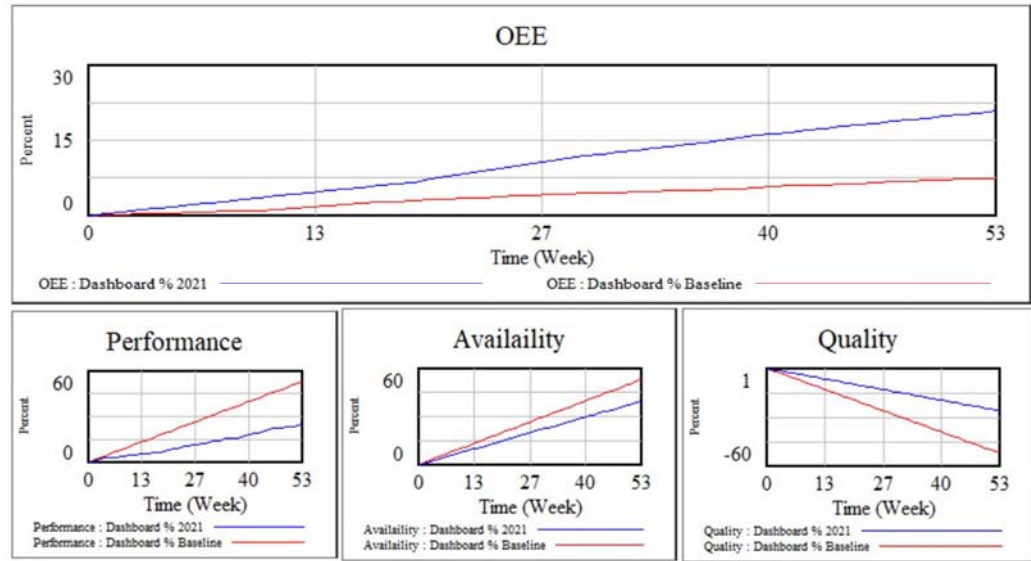 OEE
30
15
0
Percent
0 13 27 40 53
Time (Week)
OEE : Dashboard % 2021 OEE : Dashboard % Baseline
Performance
60
0
Percent
0 13 27 40 53
Time (Week)
Performance : Dashboard % 2021
Performance : Dashboard % Baseline
Availaility
60
0
Percent
0 13 27 40 53
Time (Week)
Availaility : Dashboard % 2021
Availaility : Dashboard % Baseline
Quality
1
-60
Percent
0 13 27 40 53
Time (Week)
Quality : Dashboard % 2021
Quality : Dashboard % Baseline